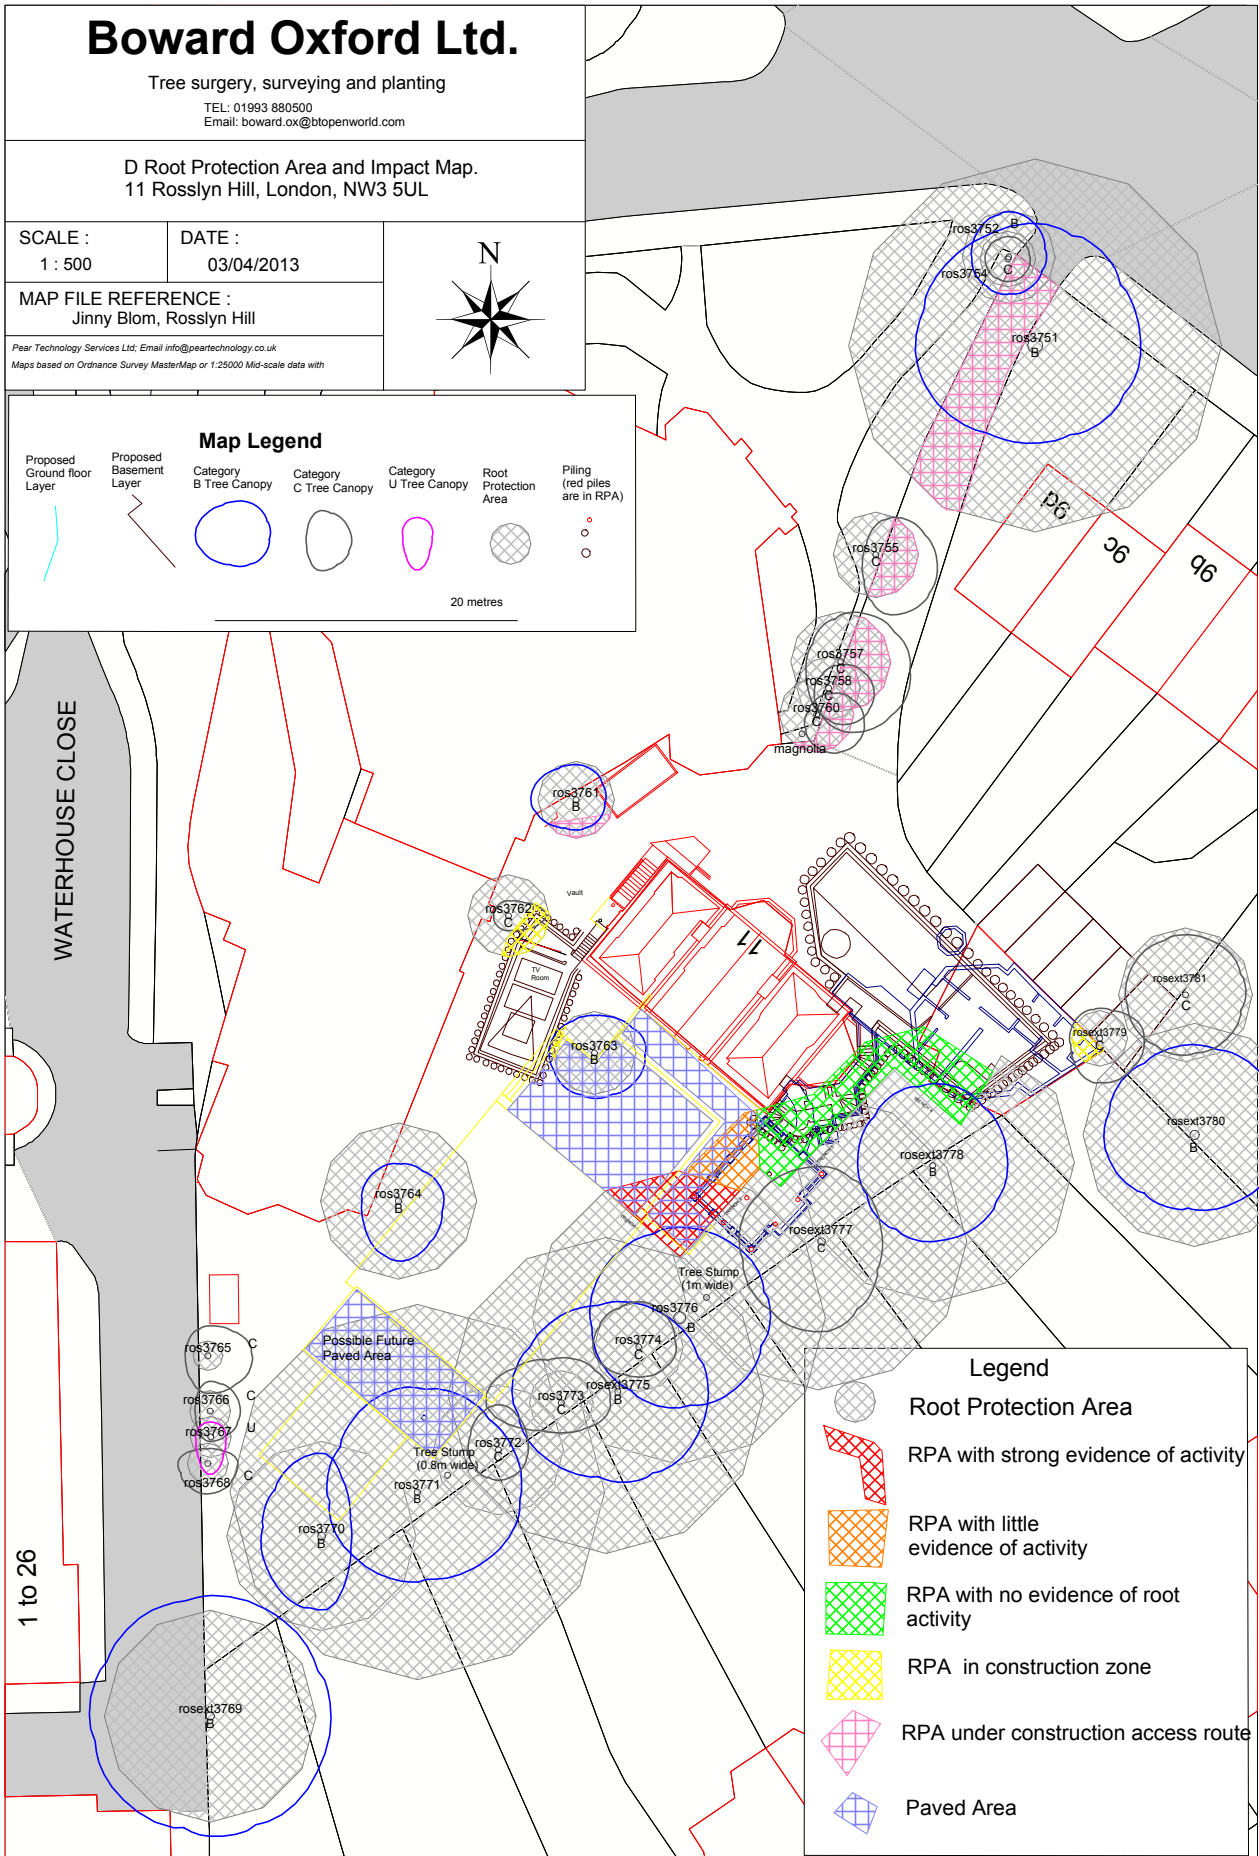 Boward Oxford Ltd.
Tree surgery, surveying and planting
TEL: 01993 880500
Email: boward.ox@btopenworld.com
D Root Protection Area and Impact Map.
11 Rosslyn Hill, London, NW3 5UL
SCALE :
1 : 500
DATE :
03/04/2013
MAP FILE REFERENCE :
Jinny Blom, Rosslyn Hill
Pear Technology Services Ltd; Email info@peartechnology.co.uk
Maps based on Ordnance Survey MasterMap or 1:25000 Mid-scale data with
N
Map Legend
Proposed
Ground floor
Layer
Proposed
Basement
Layer
Category
B Tree Canopy
Category
C Tree Canopy
Category
U Tree Canopy
Root
Protection
Area
Piling
(red piles
are in RPA)
20 metres
ros3752
B
ros3754
C
ros3751
B
9d
9c
9b
ros3755
C
ros3757
C
ros3758
C
ros3760
C
magnolia
WATERHOUSE CLOSE
ros3761
B
ros3762
C
Vault
TV
Room
11
ros3763
B
rosext3781
C
rosext3779
C
rosext3780
B
rosext3778
B
rosext3777
C
ros3764
B
Tree Stump
(1m wide)
ros3776
B
ros3774
C
rosext3775
B
ros3773
C
Possible Future
Paved Area
ros3765
C
ros3766
C
ros3767
U
ros3768
C
ros3772
C
Tree Stump
(0.8m wide)
ros3771
B
ros3770
B
1 to 26
rosext3769
B
Legend
Root Protection Area
RPA with strong evidence of activity
RPA with little
evidence of activity
RPA with no evidence of root
activity
RPA in construction zone
RPA under construction access route
Paved Area